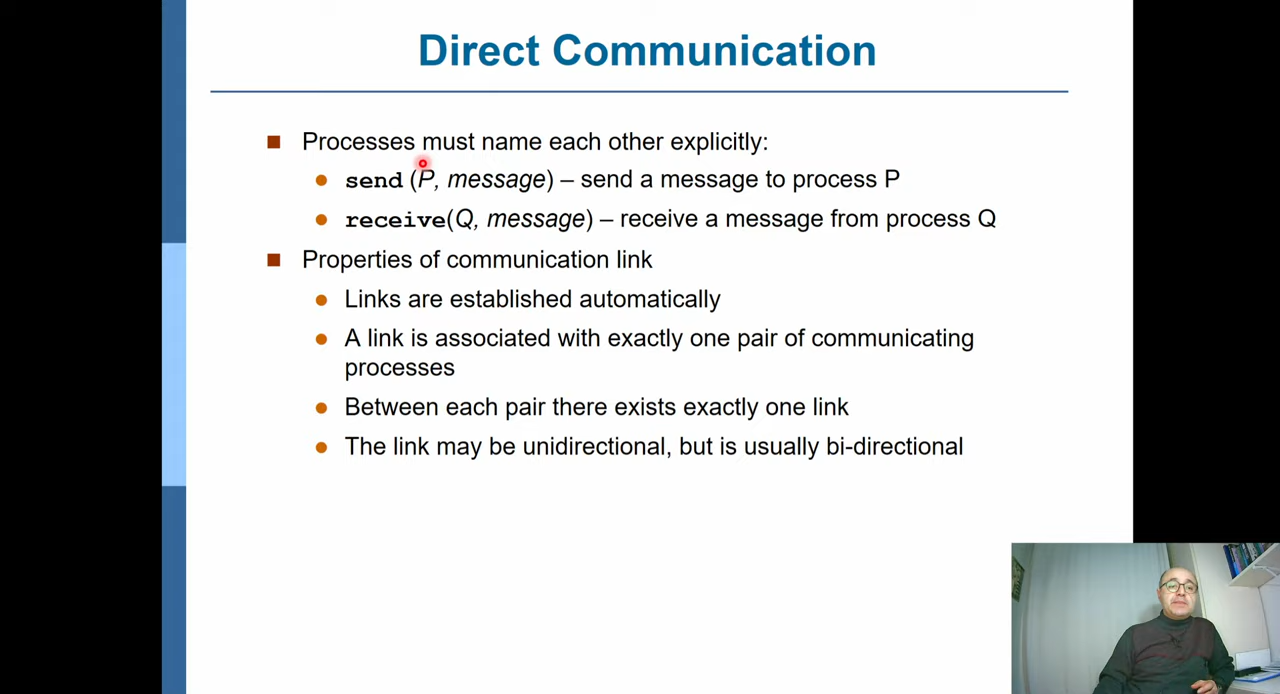 Direct Communication
Processes must name each other explicitly:
send (P, message) – send a message to process P
receive(Q, message) – receive a message from process Q
Properties of communication link
Links are established automatically
A link is associated with exactly one pair of communicating
processes
Between each pair there exists exactly one link
The link may be unidirectional, but is usually bi-directional